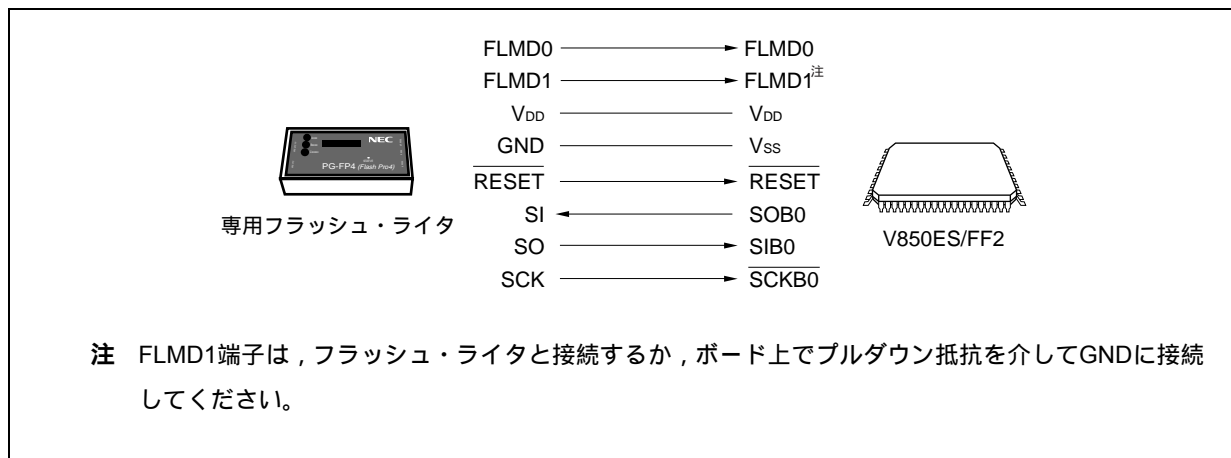 FLMD0 FLMD0
FLMD1 FLMD1注
VDD VDD
GND VSS
RESET RESET
SI SOB0
SO SIB0
SCK SCKB0
NEC
PG-FP4 (Flash Pro4)
専用フラッシュ・ライタ
V850ES/FF2
注 FLMD1端子は，フラッシュ・ライタと接続するか，ボード上でプルダウン抵抗を介してGNDに接続
してください。